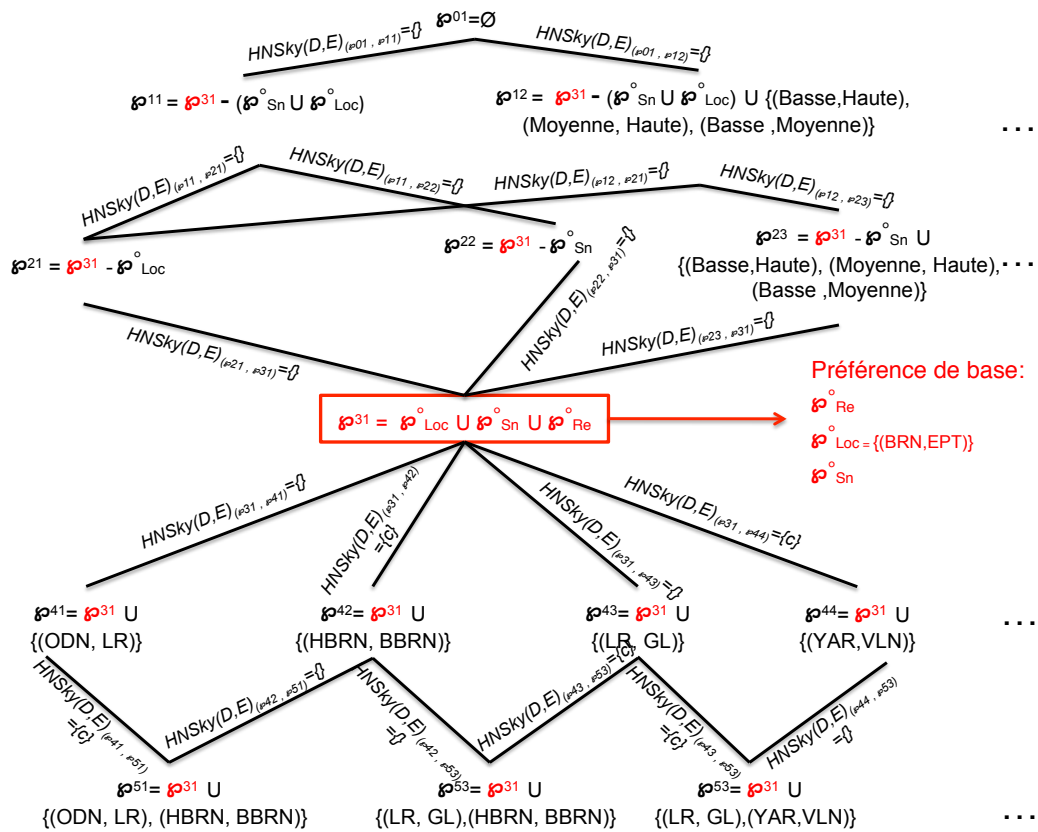 ℘01=Ø
HNSky(D,E)(℘01 , ℘11)={}
HNSky(D,E)(℘01 , ℘12)={}
℘11 = ℘31 - (℘°Sn U ℘°Loc)
℘12 = ℘31 - (℘°Sn U ℘°Loc) U {(Basse,Haute),
(Moyenne, Haute), (Basse ,Moyenne)}
...
HNSky(D,E)(℘11 , ℘21)={}
HNSky(D,E)(℘11 , ℘22)={}
HNSky(D,E)(℘12 , ℘21)={}
HNSky(D,E)(℘12 , ℘23)={}
℘21 = ℘31 - ℘°Loc
℘22 = ℘31 - ℘°Sn
℘23 = ℘31 - ℘°Sn U
{(Basse,Haute), (Moyenne, Haute),
(Basse ,Moyenne)}
...
HNSky(D,E)(℘21 , ℘31)={}
HNSky(D,E)(℘22 , ℘31)={}
HNSky(D,E)(℘23 , ℘31)={}
℘31 = ℘°Loc U ℘°Sn U ℘°Re
Préférence de base:
℘°Re
℘°Loc = {(BRN,EPT)}
℘°Sn
HNSky(D,E)(℘31 , ℘41)={}
HNSky(D,E)(℘31 , ℘42)
={c}
HNSky(D,E)(℘31 , ℘43)={}
HNSky(D,E)(℘31 , ℘44)={c}
℘41= ℘31 U
{(ODN, LR)}
℘42= ℘31 U
{(HBRN, BBRN)}
℘43= ℘31 U
{(LR, GL)}
℘44= ℘31 U
{(YAR,VLN)}
...
HNSky(D,E)(℘41 , ℘51)
={c}
HNSky(D,E)(℘42 , ℘51)={}
HNSky(D,E)(℘42 , ℘53)
={}
HNSky(D,E)(℘43 , ℘53)={c}
HNSky(D,E)(℘43 , ℘53)
={c}
HNSky(D,E)(℘44 , ℘53)
={}
℘51= ℘31 U
{(ODN, LR), (HBRN, BBRN)}
℘53= ℘31 U
{(LR, GL),(HBRN, BBRN)}
℘53= ℘31 U
{(LR, GL),(YAR,VLN)}
...